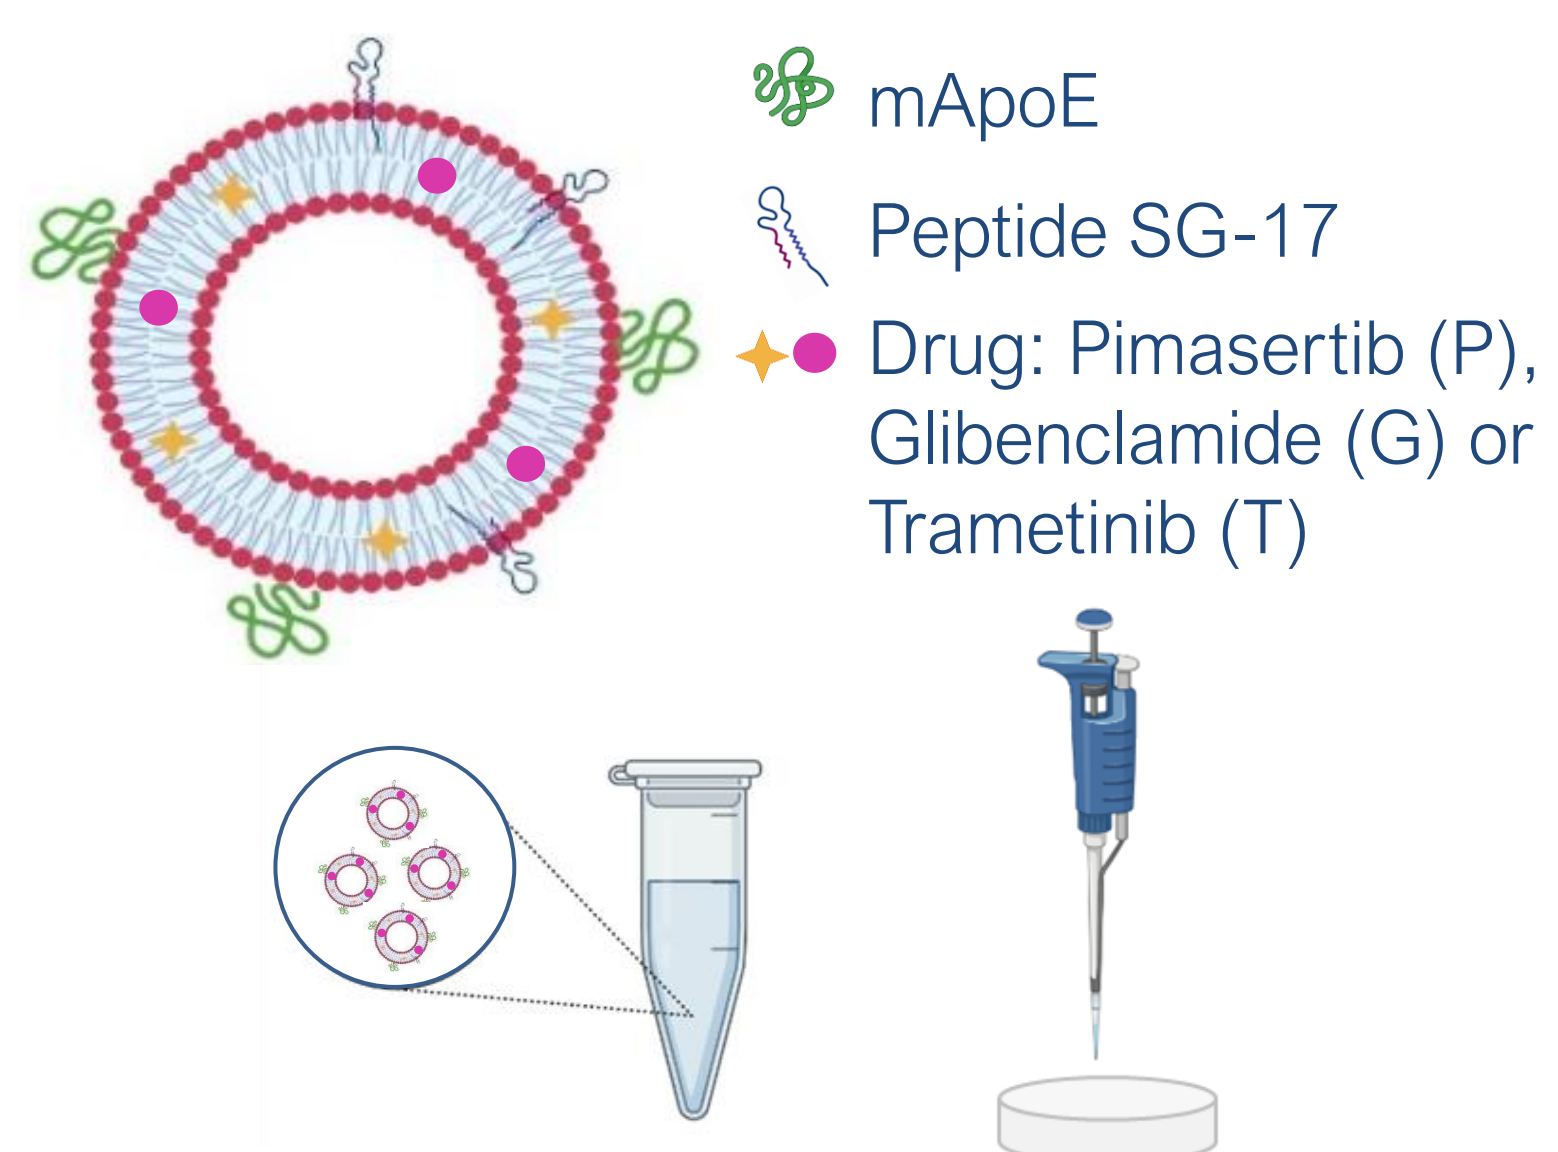 mApoE
Peptide SG-17
Drug: Pimasertib (P),
Glibenclamide (G) or
Trametinib (T)